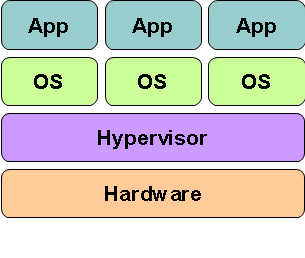 App App App
OS OS OS
Hypervisor
Hardware